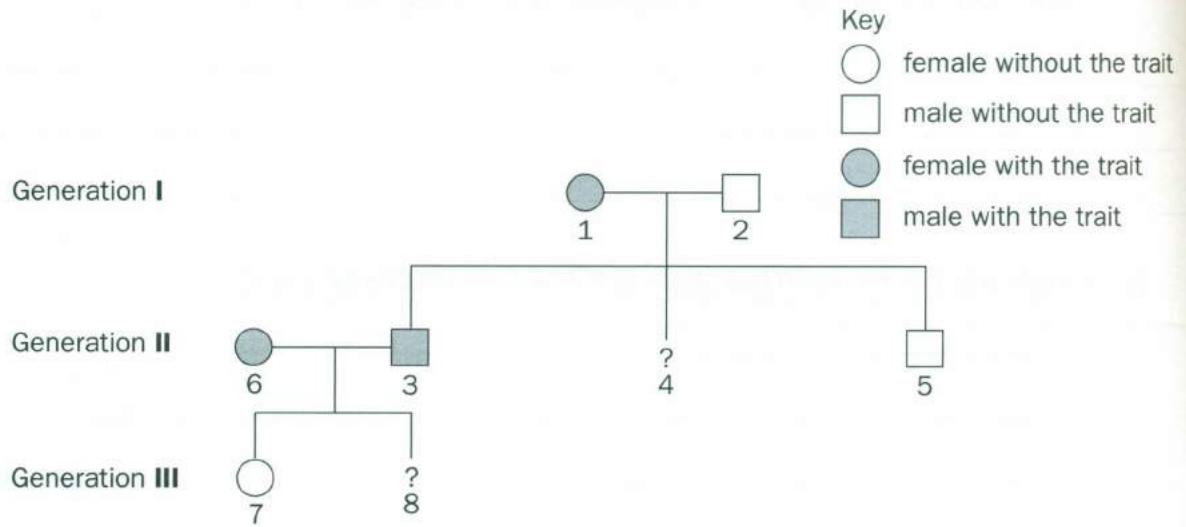 Key
female without the trait
male without the trait
female with the trait
male with the trait
Generation I
1 2
Generation II
6 3 ? 4 5
Generation III
7 ? 8